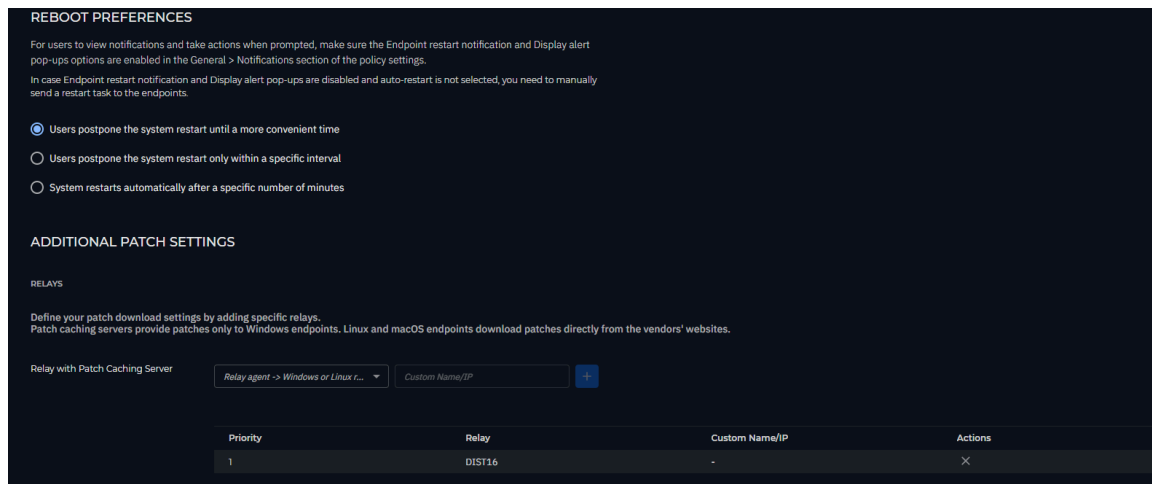 REBOOT PREFERENCES
For users to view notifications and take actions when prompted, make sure the Endpoint restart notification and Display alert
pop-ups options are enabled in the General > Notifications section of the policy settings.
In case Endpoint restart notification and Display alert pop-ups are disabled and auto-restart is not selected, you need to manually
send a restart task to the endpoints.
Users postpone the system restart until a more convenient time
Users postpone the system restart only within a specific interval
System restarts automatically after a specific number of minutes
ADDITIONAL PATCH SETTINGS
RELAYS
Define your patch download settings by adding specific relays.
Patch caching servers provide patches only to Windows endpoints. Linux and macOS endpoints download patches directly from the vendors' websites.
Relay with Patch Caching Server
Relay agent -> Windows or Linux r... Custom Name/IP +
Priority Relay Custom Name/IP Actions
1 DIST16 -